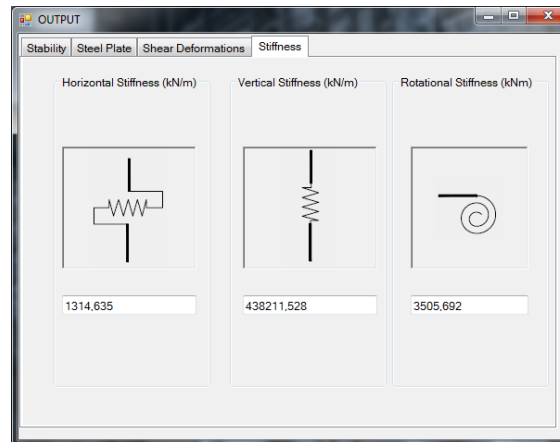 OUTPUT
Stability Steel Plate Shear Deformations Stiffness
Horizontal Stiffness (kN/m) Vertical Stiffness (kN/m) Rotational Stiffness (kNm)
1314,635 438211,528 3505,692